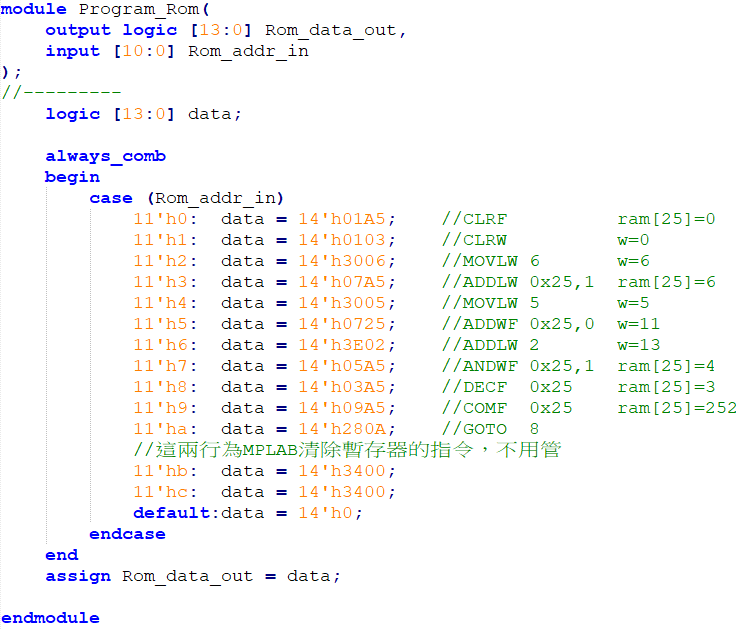 module Program_Rom(
    output logic [13:0] Rom_data_out,
    input [10:0] Rom_addr_in
);
//---------
    logic [13:0] data;
    always_comb
    begin
        case (Rom_addr_in)
            11'h0:  data = 14'h01A5;    //CLRF          ram[25]=0
            11'h1:  data = 14'h0103;    //CLRW          w=0
            11'h2:  data = 14'h3006;    //MOVLW 6       w=6
            11'h3:  data = 14'h07A5;    //ADDLW 0x25,1  ram[25]=6
            11'h4:  data = 14'h3005;    //MOVLW 5       w=5
            11'h5:  data = 14'h0725;    //ADDWF 0x25,0  w=11
            11'h6:  data = 14'h3E02;    //ADDLW 2       w=13
            11'h7:  data = 14'h05A5;    //ANDWF 0x25,1  ram[25]=4
            11'h8:  data = 14'h03A5;    //DECF  0x25    ram[25]=3
            11'h9:  data = 14'h09A5;    //COMF  0x25    ram[25]=252
            11'ha:  data = 14'h280A;    //GOTO  8
            //這兩行為MPLAB清除暫存器的指令，不用管
            11'hb:  data = 14'h3400;
            11'hc:  data = 14'h3400;
            default:data = 14'h0;
        endcase
    end
    assign Rom_data_out = data;
endmodule